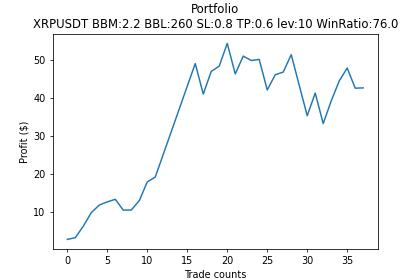 Portfolio
XRPUSDT BBM:2.2 BBL:260 SL:0.8 TP:0.6 lev:10 WinRatio:76.0
50
40
30
20
10
Profit ($)
0 5 10 15 20 25 30 35
Trade counts